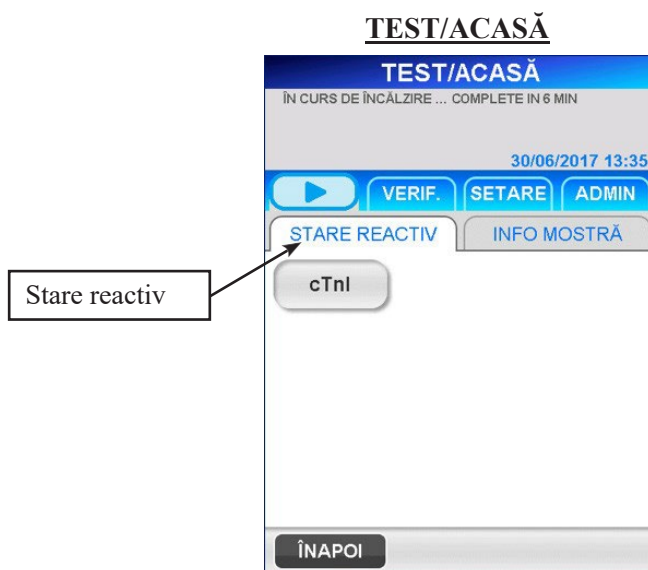 TEST/ACASĂ
TEST/ACASĂ
ÎN CURS DE ÎNCĂLZIRE ... COMPLETE IN 6 MIN
30/06/2017 13:35
VERIF. SETARE ADMIN
STARE REACTIV INFO MOSTRĂ
Stare reactiv
cTnI
ÎNAPOI